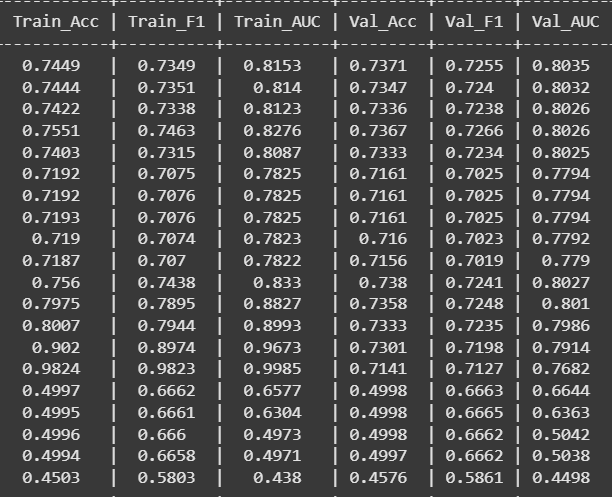 Train_Acc | Train_F1 | Train_AUC | Val_Acc | Val_F1 | Val_AUC
0.7449 | 0.7349 | 0.8153 | 0.7371 | 0.7255 | 0.8035
0.7444 | 0.7351 | 0.814 | 0.7347 | 0.724 | 0.8032
0.7422 | 0.7338 | 0.8123 | 0.7336 | 0.7238 | 0.8026
0.7551 | 0.7463 | 0.8276 | 0.7367 | 0.7266 | 0.8026
0.7403 | 0.7315 | 0.8087 | 0.7333 | 0.7234 | 0.8025
0.7192 | 0.7075 | 0.7825 | 0.7161 | 0.7025 | 0.7794
0.7192 | 0.7076 | 0.7825 | 0.7161 | 0.7025 | 0.7794
0.7193 | 0.7076 | 0.7825 | 0.7161 | 0.7025 | 0.7794
0.719 | 0.7074 | 0.7823 | 0.716 | 0.7023 | 0.7792
0.7187 | 0.707 | 0.7822 | 0.7156 | 0.7019 | 0.779
0.756 | 0.7438 | 0.833 | 0.738 | 0.7241 | 0.8027
0.7975 | 0.7895 | 0.8827 | 0.7358 | 0.7248 | 0.801
0.8007 | 0.7944 | 0.8993 | 0.7333 | 0.7235 | 0.7986
0.902 | 0.8974 | 0.9673 | 0.7301 | 0.7198 | 0.7914
0.9824 | 0.9823 | 0.9985 | 0.7141 | 0.7127 | 0.7682
0.4997 | 0.6662 | 0.6577 | 0.4998 | 0.6663 | 0.6644
0.4995 | 0.6661 | 0.6304 | 0.4998 | 0.6665 | 0.6363
0.4996 | 0.666 | 0.4973 | 0.4998 | 0.6662 | 0.5042
0.4994 | 0.6658 | 0.4971 | 0.4997 | 0.6662 | 0.5038
0.4503 | 0.5803 | 0.438 | 0.4576 | 0.5861 | 0.4498